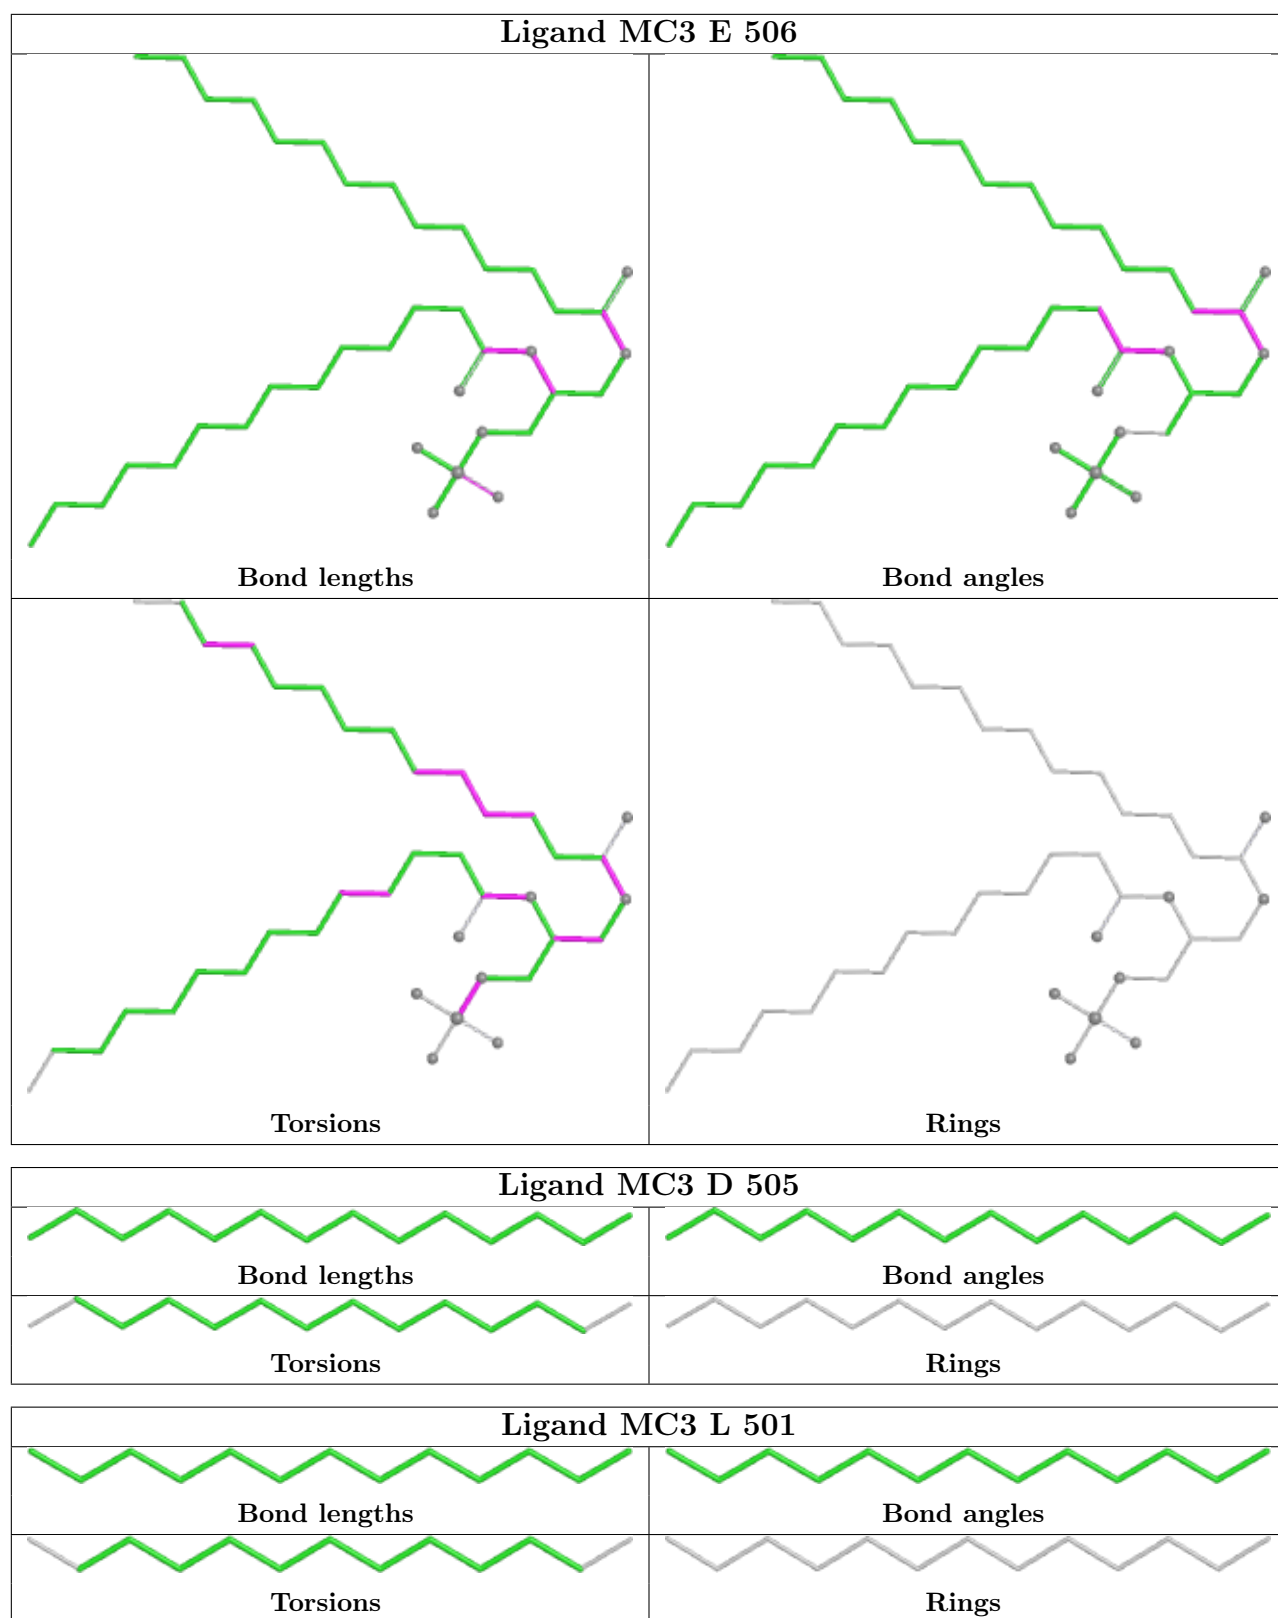 Ligand MC3 E 506
Bond lengths
Bond angles
Torsions
Rings
Ligand MC3 D 505
Bond lengths
Bond angles
Torsions
Rings
Ligand MC3 L 501
Bond lengths
Bond angles
Torsions
Rings